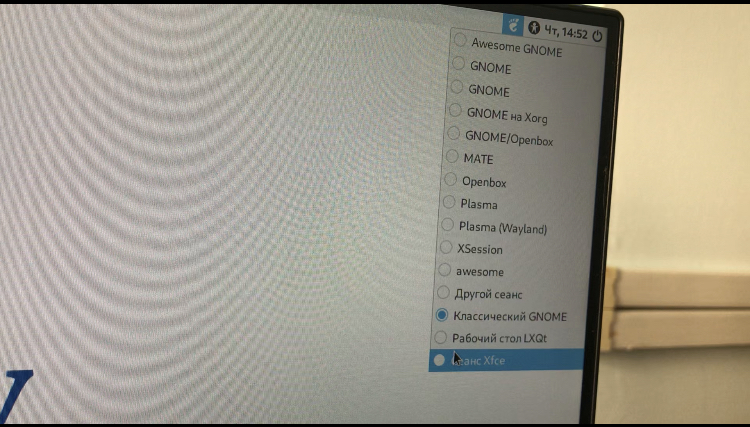 Чт, 14:52
Awesome GNOME
GNOME
GNOME
GNOME на Xorg
GNOME/Openbox
MATE
Openbox
Plasma
Plasma (Wayland)
XSession
awesome
Другой сеанс
Классический GNOME
Рабочий стол LXQt
Сеанс Xfce